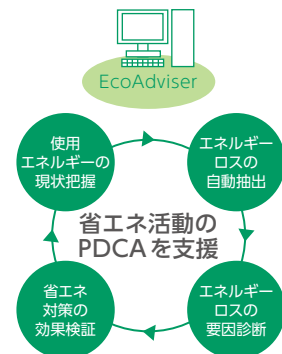 EcoAdviser
使用
エネルギーの
現状把握
エネルギー
ロスの
自動抽出
省エネ活動の
PDCAを支援
省エネ
対策の
効果検証
エネルギー
ロスの
要因診断